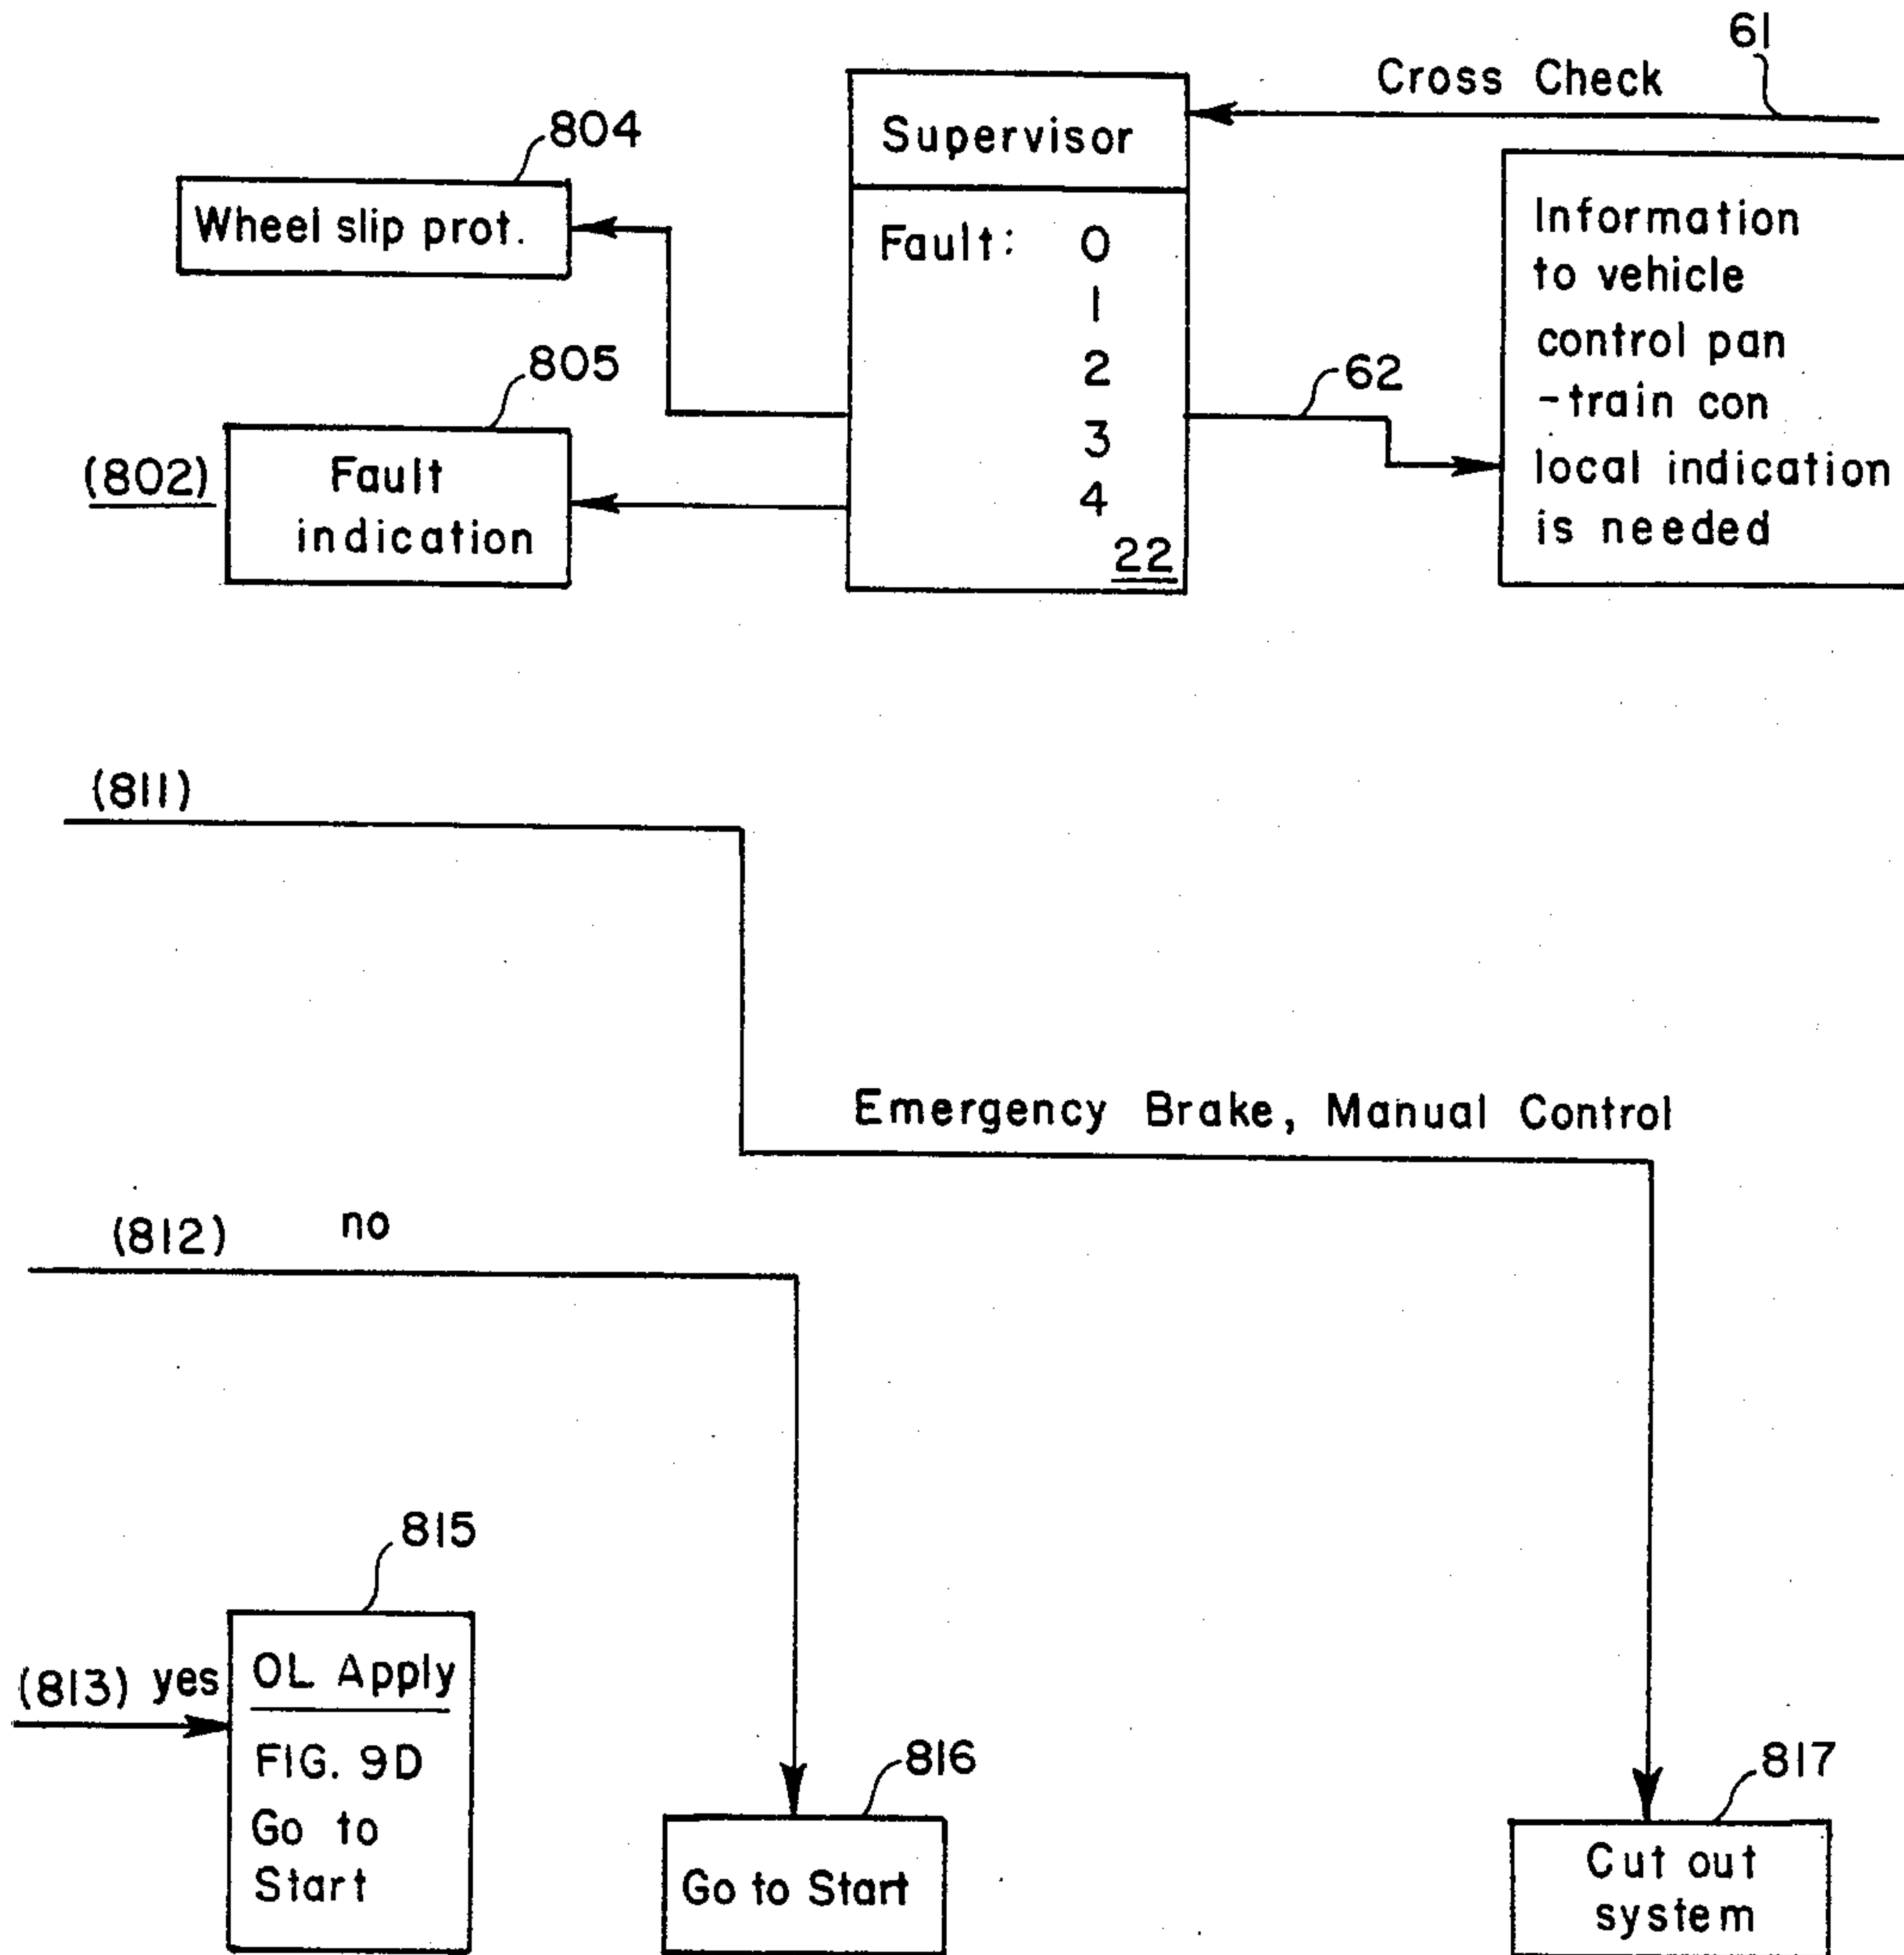 61
Cross Check
804
Supervisor
Wheel slip prot.
Fault: 0
1
2
3
4
22
Information
to vehicle
control pan
-train con
local indication
is needed
62
805
(802)
Fault
indication
(811)
Emergency Brake, Manual Control
(812) no
815
(813) yes
OL Apply
FIG. 9D
Go to
Start
816
Go to Start
817
Cut out
system